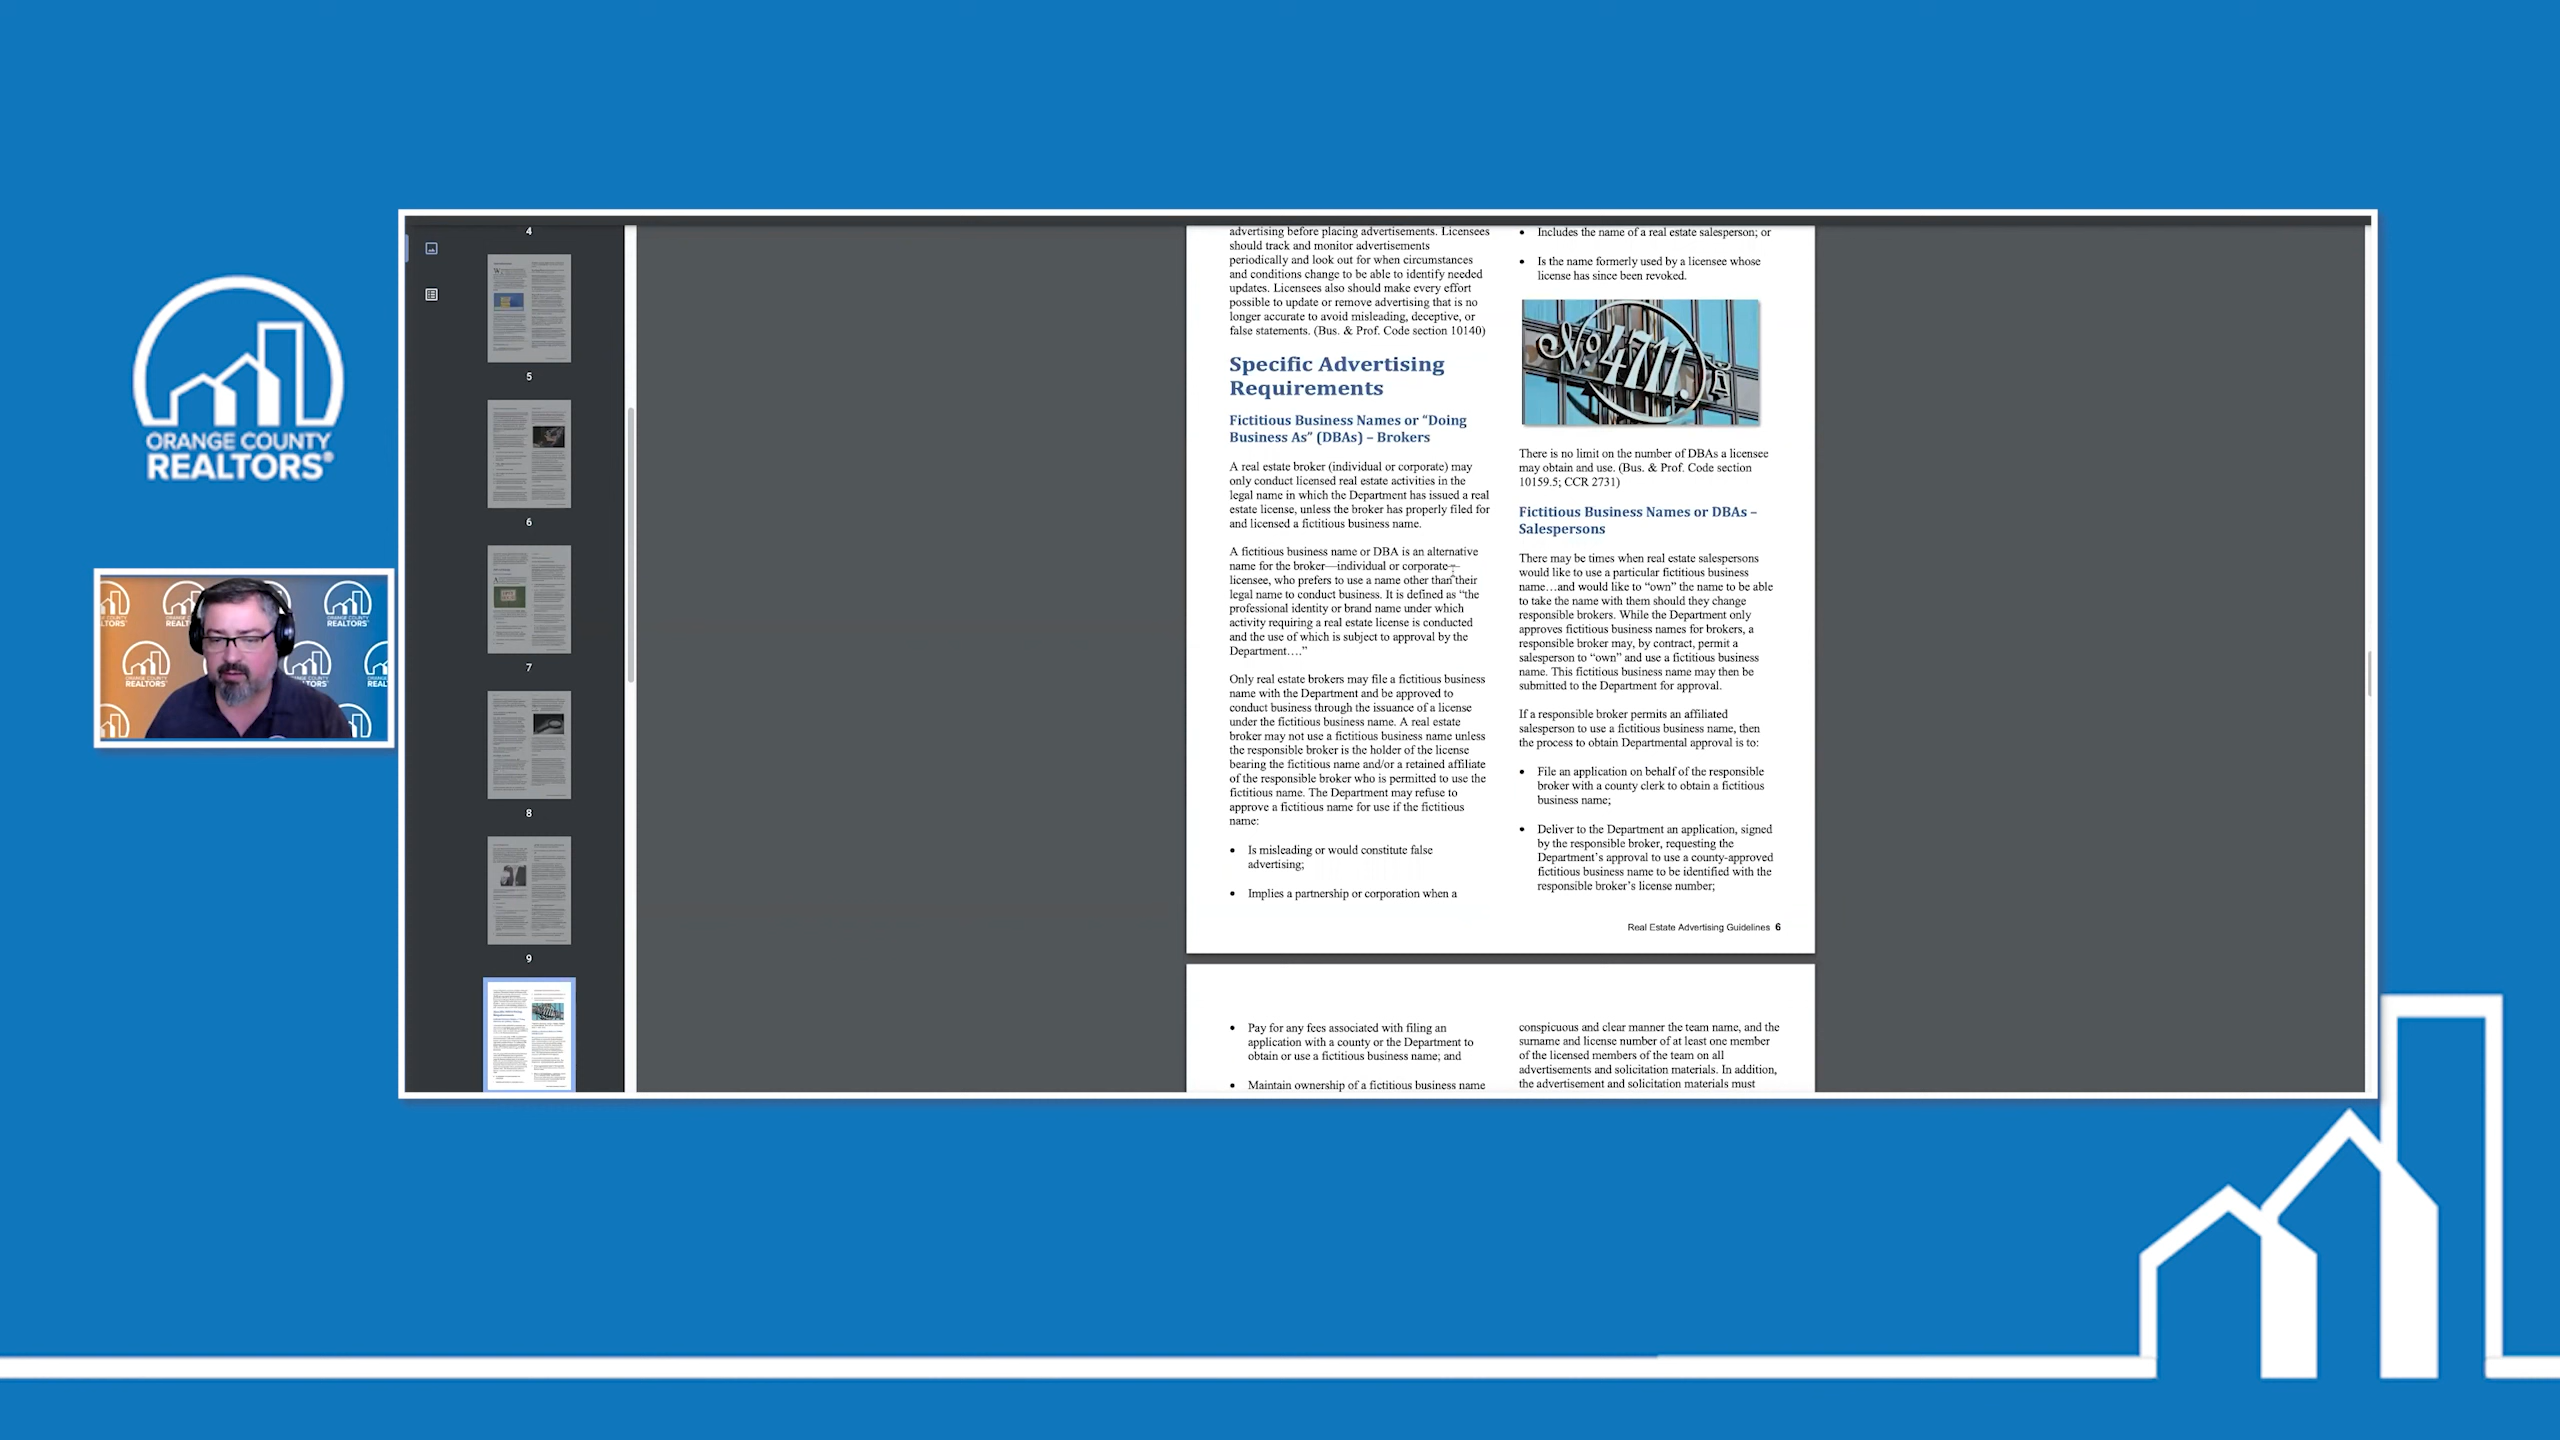 ORANGE COUNTY
REALTORS®
REALTORS
REALTORS
REALTORS
REALTORS
4
5
6
7
8
9
advertising before placing advertisements. Licensees
should track and monitor advertisements
periodically and look out for when circumstances
and conditions change to be able to identify needed
updates. Licensees also should make every effort
possible to update or remove advertising that is no
longer accurate to avoid misleading, deceptive, or
false statements. (Bus. & Prof. Code section 10140)
Specific Advertising
Requirements
Fictitious Business Names or “Doing
Business As” (DBAs) – Brokers
A real estate broker (individual or corporate) may
only conduct licensed real estate activities in the
legal name in which the Department has issued a real
estate license, unless the broker has properly filed for
and licensed a fictitious business name.
A fictitious business name or DBA is an alternative
name for the broker—individual or corporate—
licensee, who prefers to use a name other than their
legal name to conduct business. It is defined as “the
professional identity or brand name under which
activity requiring a real estate license is conducted
and the use of which is subject to approval by the
Department….”
Only real estate brokers may file a fictitious business
name with the Department and be approved to
conduct business through the issuance of a license
under the fictitious business name. A real estate
broker may not use a fictitious business name unless
the responsible broker is the holder of the license
bearing the fictitious name and/or a retained affiliate
of the responsible broker who is permitted to use the
fictitious name. The Department may refuse to
approve a fictitious name for use if the fictitious
name:
• Is misleading or would constitute false
advertising;
• Implies a partnership or corporation when a
• Includes the name of a real estate salesperson; or
• Is the name formerly used by a licensee whose
license has since been revoked.
No 4711.
There is no limit on the number of DBAs a licensee
may obtain and use. (Bus. & Prof. Code section
10159.5; CCR 2731)
Fictitious Business Names or DBAs –
Salespersons
There may be times when real estate salespersons
would like to use a particular fictitious business
name…and would like to “own” the name to be able
to take the name with them should they change
responsible brokers. While the Department only
approves fictitious business names for brokers, a
responsible broker may, by contract, permit a
salesperson to “own” and use a fictitious business
name. This fictitious business name may then be
submitted to the Department for approval.
If a responsible broker permits an affiliated
salesperson to use a fictitious business name, then
the process to obtain Departmental approval is to:
• File an application on behalf of the responsible
broker with a county clerk to obtain a fictitious
business name;
• Deliver to the Department an application, signed
by the responsible broker, requesting the
Department’s approval to use a county-approved
fictitious business name to be identified with the
responsible broker’s license number;
Real Estate Advertising Guidelines 6
• Pay for any fees associated with filing an
application with a county or the Department to
obtain or use a fictitious business name; and
• Maintain ownership of a fictitious business name
conspicuous and clear manner the team name, and the
surname and license number of at least one member
of the licensed members of the team on all
advertisements and solicitation materials. In addition,
the advertisement and solicitation materials must